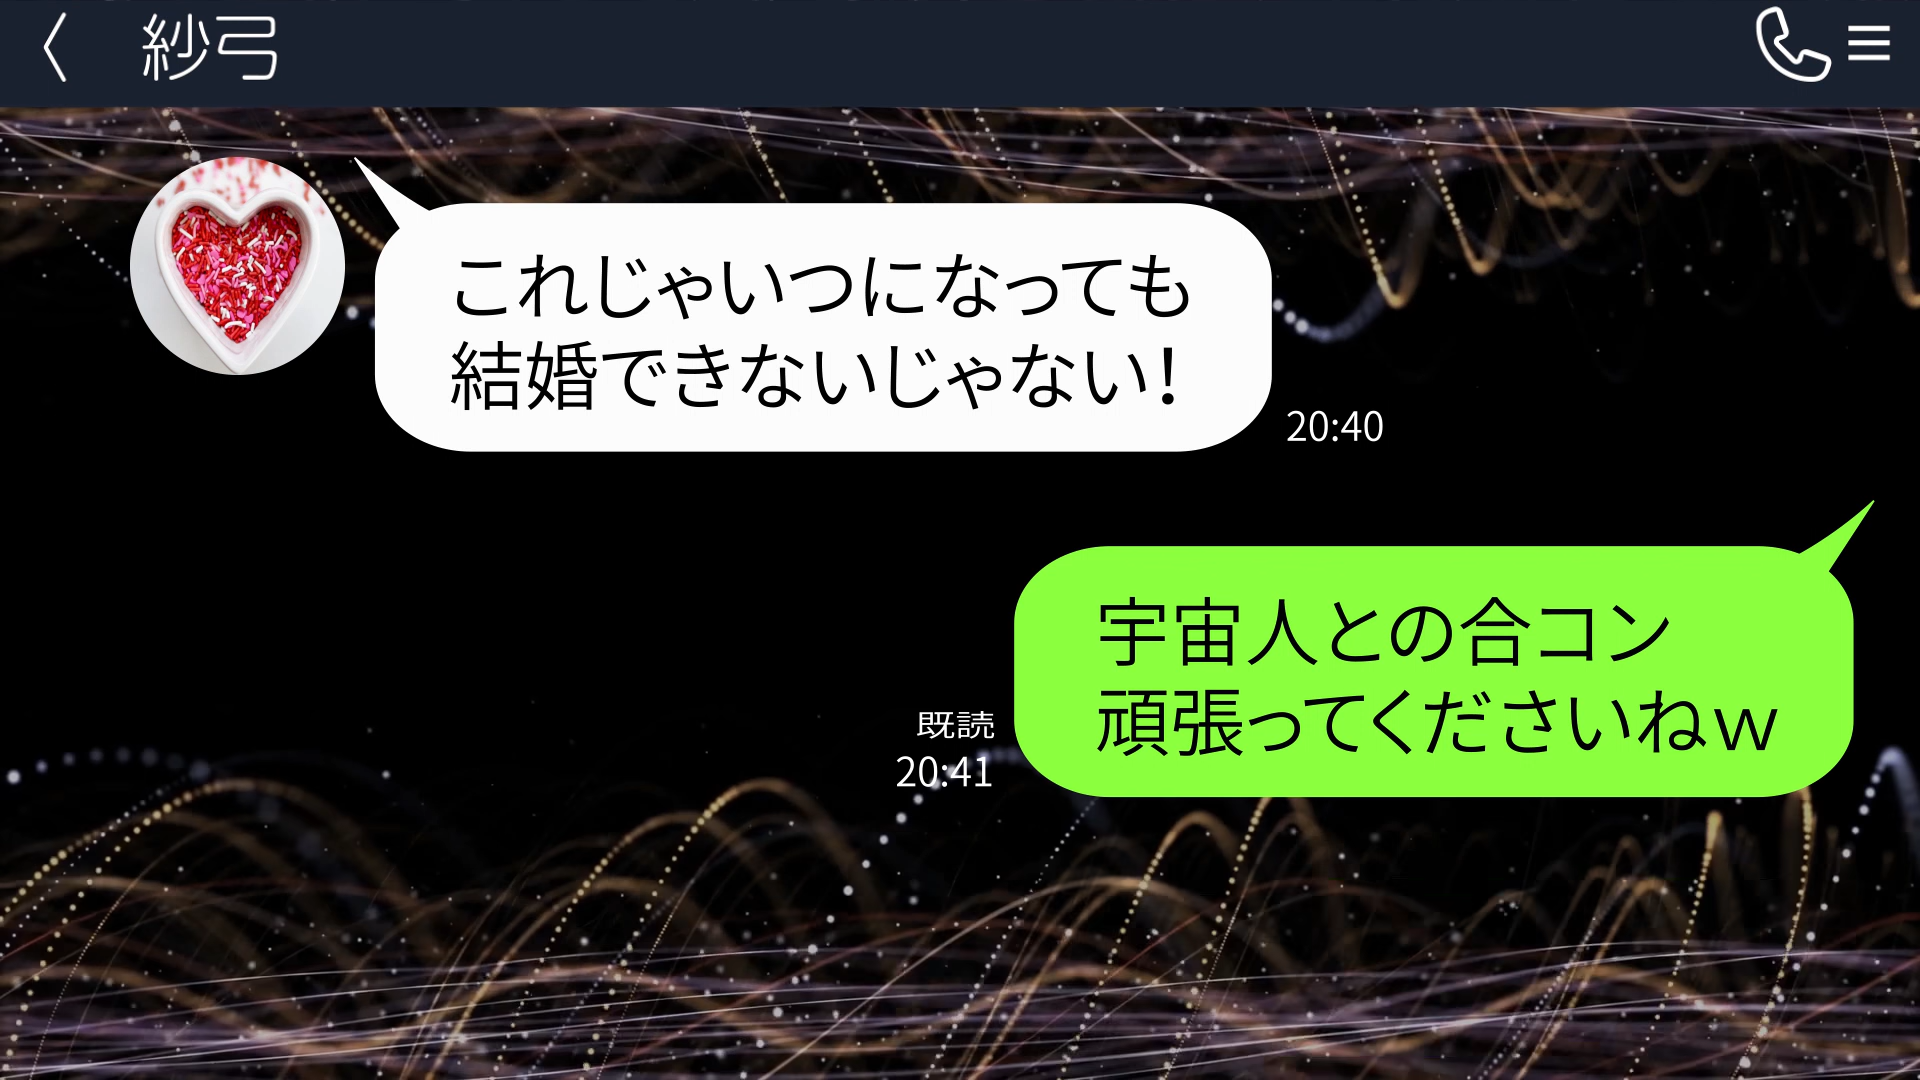 紗弓
これじゃいつになっても
結婚できないじゃない！
20:40
宇宙人との合コン
頑張ってくださいねｗ
既読
20:41